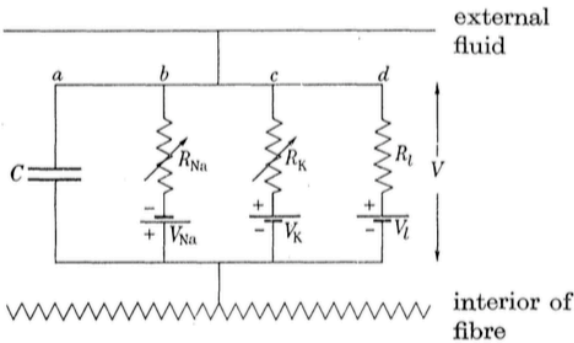 external
fluid
a b c d
C
R_Na
R_K
R_l
V
- + + +
+ - - -
V_Na
V_K
V_l
interior of
fibre